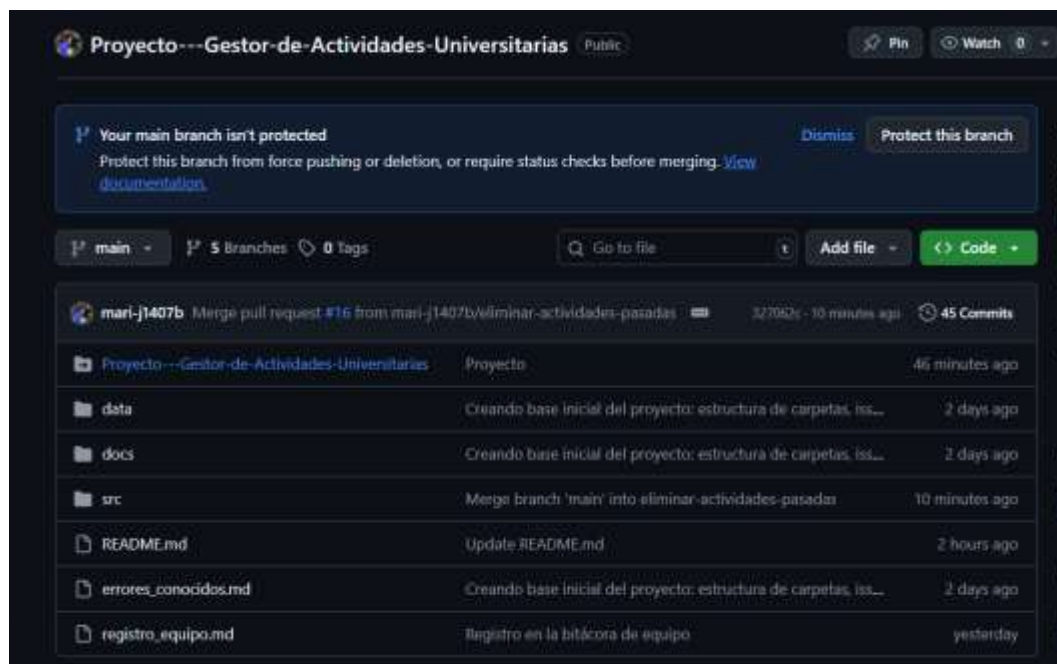 Proyecto---Gestor-de-Actividades-Universitarias Public Pin Watch 0
Your main branch isn't protected Dismiss Protect this branch
Protect this branch from force pushing or deletion, or require status checks before merging. View
documentation.
main 5 Branches 0 Tags Go to file t Add file Code
mari-j1407b Merge pull request #16 from mari-j1407b/eliminar-actividades-pasadas 10 minutes ago 45 Commits
Proyecto---Gestor-de-Actividades-Universitarias Proyecto 46 minutes ago
data Creando base inicial del proyecto: estructura de carpetas, iss... 2 days ago
docs Creando base inicial del proyecto: estructura de carpetas, iss... 2 days ago
src Merge branch 'main' into eliminar-actividades-pasadas 10 minutes ago
README.md Update README.md 2 hours ago
errores_conocidos.md Creando base inicial del proyecto: estructura de carpetas, iss... 2 days ago
registro_equipo.md Registro en la bitácora de equipo yesterday